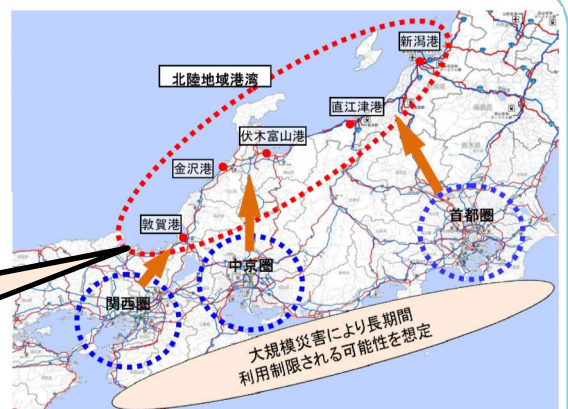 新潟港
北陸地域港湾
直江津港
伏木富山港
金沢港
敦賀港
首都圏
中京圏
関西圏
大規模災害により長期間
利用制限される可能性を想定